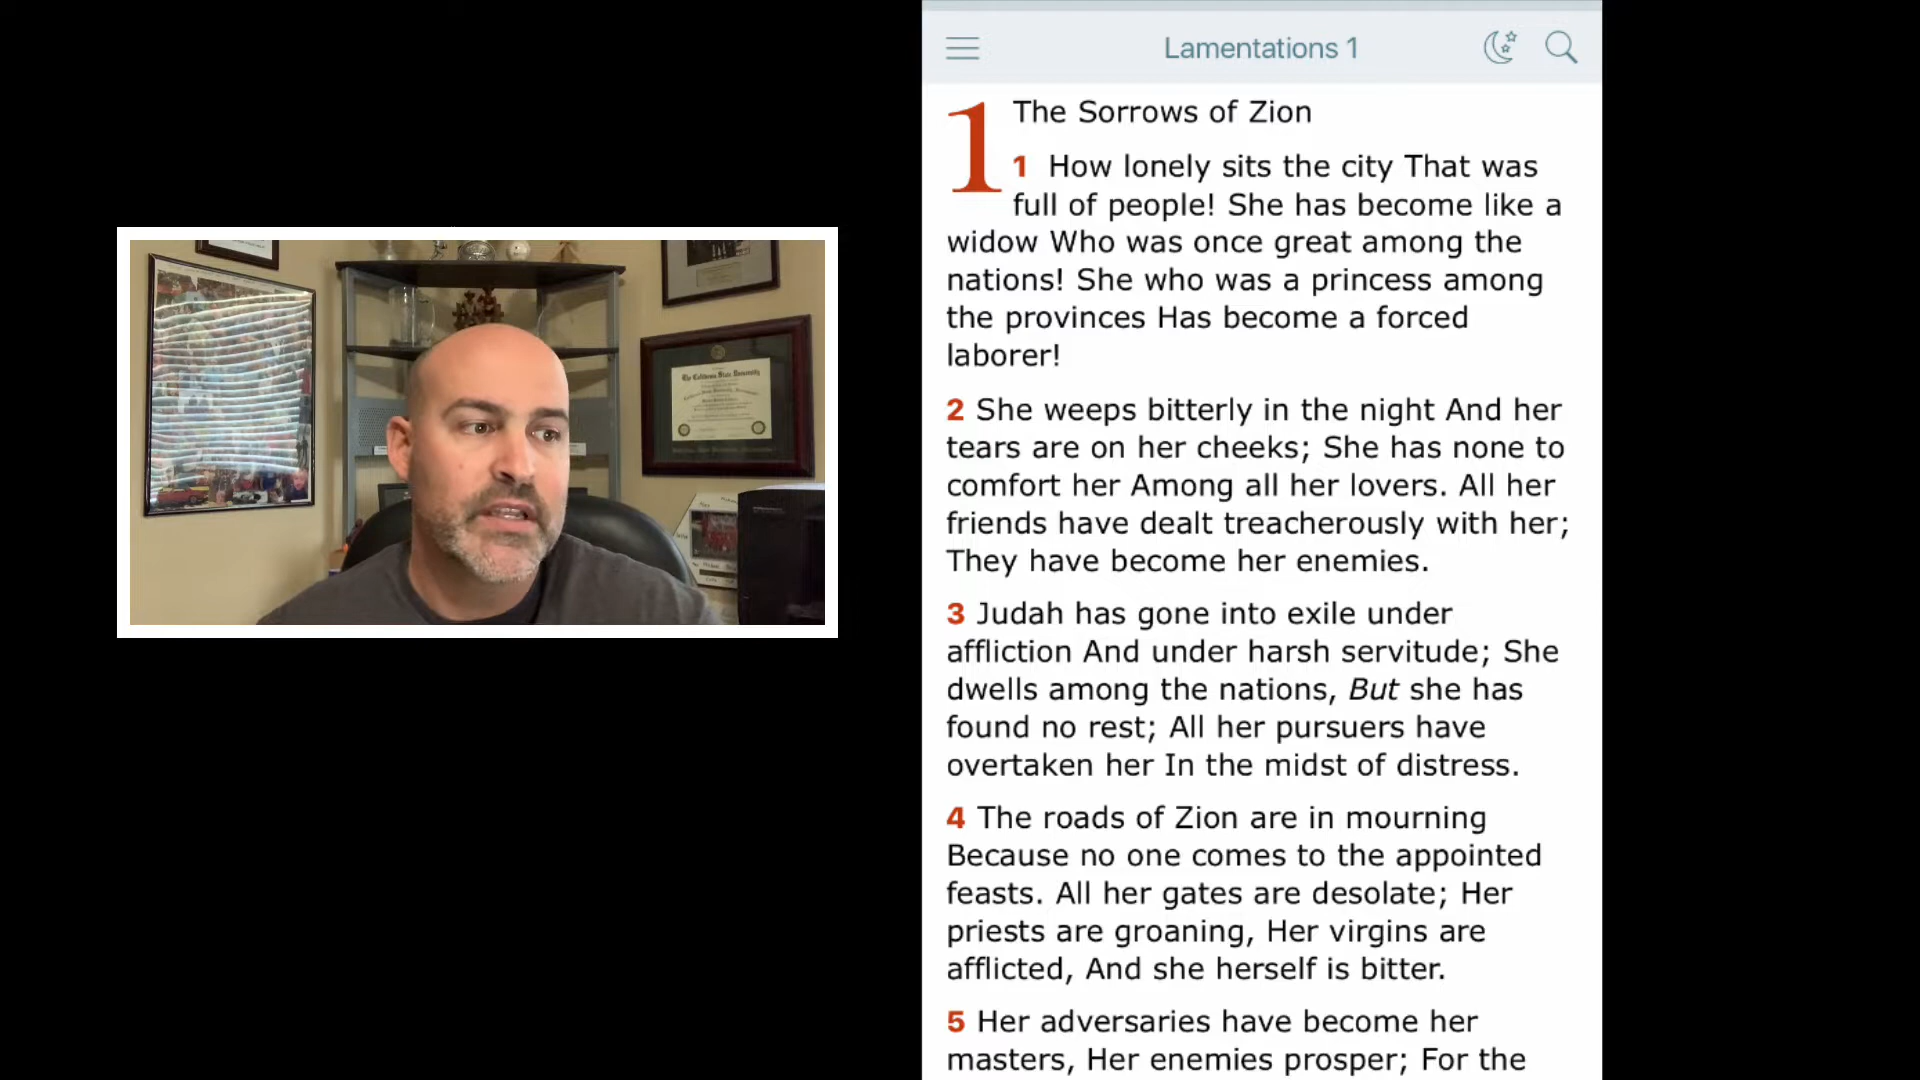 Lamentations 1
1
The Sorrows of Zion
1 How lonely sits the city That was
full of people! She has become like a
widow Who was once great among the
nations! She who was a princess among
the provinces Has become a forced
laborer!
2 She weeps bitterly in the night And her
tears are on her cheeks; She has none to
comfort her Among all her lovers. All her
friends have dealt treacherously with her;
They have become her enemies.
3 Judah has gone into exile under
affliction And under harsh servitude; She
dwells among the nations, But she has
found no rest; All her pursuers have
overtaken her In the midst of distress.
4 The roads of Zion are in mourning
Because no one comes to the appointed
feasts. All her gates are desolate; Her
priests are groaning, Her virgins are
afflicted, And she herself is bitter.
5 Her adversaries have become her
masters, Her enemies prosper; For the
The California State University